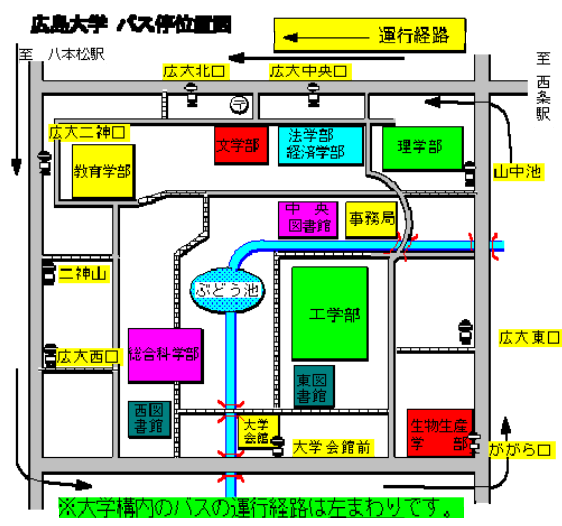 広島大学 バス停位置図
運行経路
至 八本松駅
至 西条駅
広大北口
広大中央口
〒
広大二神口
教育学部
文学部
法学部
経済学部
理学部
山中池
中央
図書館
事務局
二神山
ぶどう池
工学部
広大東口
広大西口
総合科学部
東図
書館
西図
書館
大学
会館
大学会館前
生物生産
学部
ががら口
※大学構内のバスの運行経路は左まわりです。